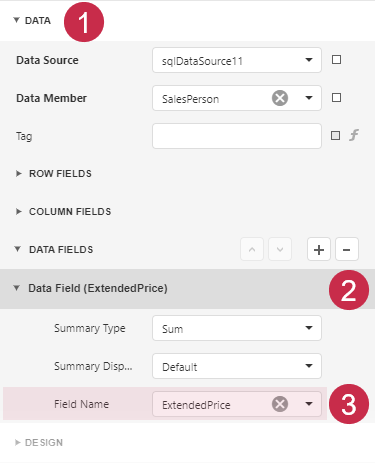 DATA 1
Data Source sqlDataSource11
Data Member SalesPerson
Tag f
ROW FIELDS
COLUMN FIELDS
DATA FIELDS + -
Data Field (ExtendedPrice) 2
Summary Type Sum
Summary Disp... Default
Field Name ExtendedPrice 3
DESIGN